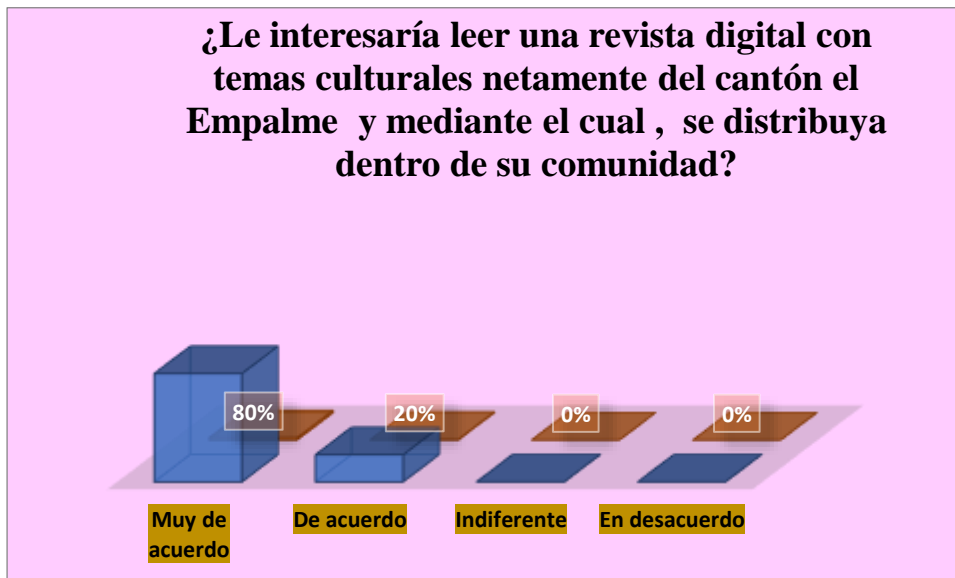 ¿Le interesaría leer una revista digital con
temas culturales netamente del cantón el
Empalme y mediante el cual , se distribuya
dentro de su comunidad?
80%
20%
0%
0%
Muy de
acuerdo
De acuerdo
Indiferente
En desacuerdo